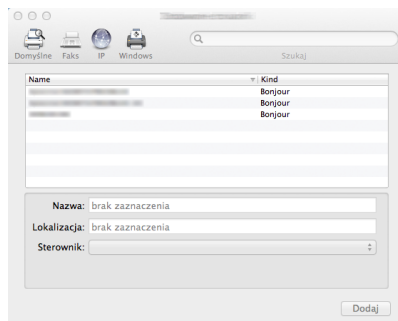 Domyślne Faks IP Windows
Szukaj
Name Kind
Bonjour
Bonjour
Bonjour
Nazwa: brak zaznaczenia
Lokalizacja: brak zaznaczenia
Sterownik:
Dodaj